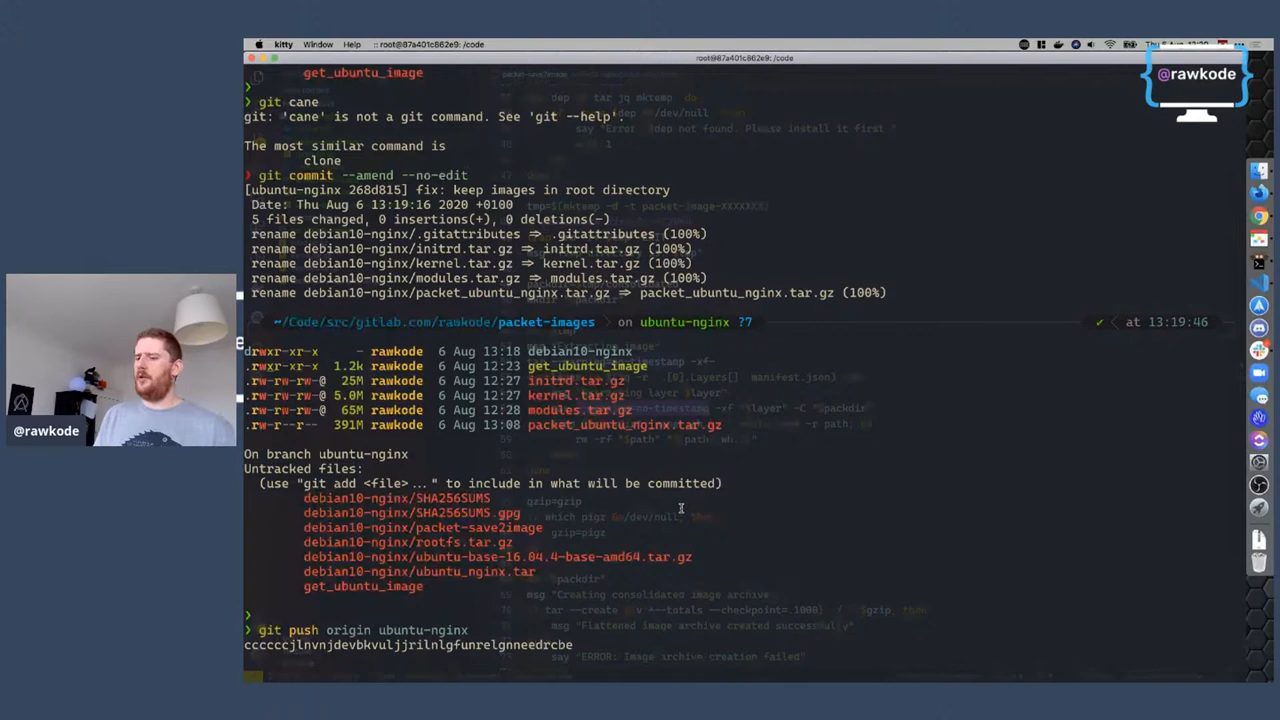 kitty Window Help :: root@87a401c862e9: /code
root@87a401c862e9: /code
@rawkode
get_ubuntu_image
❯
❯ git cane
git: 'cane' is not a git command. See 'git --help'.
The most similar command is
clone
❯ git commit --amend --no-edit
[ubuntu-nginx 268d815] fix: keep images in root directory
Date: Thu Aug 6 13:19:16 2020 +0100
5 files changed, 0 insertions(+), 0 deletions(-)
rename debian10-nginx/.gitattributes => .gitattributes (100%)
rename debian10-nginx/initrd.tar.gz => initrd.tar.gz (100%)
rename debian10-nginx/kernel.tar.gz => kernel.tar.gz (100%)
rename debian10-nginx/modules.tar.gz => modules.tar.gz (100%)
rename debian10-nginx/packet_ubuntu_nginx.tar.gz => packet_ubuntu_nginx.tar.gz (100%)
~/Code/src/gitlab.com/rawkode/packet-images on ubuntu-nginx ?7 ✔ at 13:19:46
drwxr-xr-x - rawkode 6 Aug 13:18 debian10-nginx
.rwxr-xr-x 1.2k rawkode 6 Aug 12:23 get_ubuntu_image
.rw-rw-rw-@ 25M rawkode 6 Aug 12:27 initrd.tar.gz
.rw-rw-rw-@ 5.0M rawkode 6 Aug 12:27 kernel.tar.gz
.rw-rw-rw-@ 65M rawkode 6 Aug 12:28 modules.tar.gz
.rw-r--r-- 391M rawkode 6 Aug 13:08 packet_ubuntu_nginx.tar.gz
On branch ubuntu-nginx
Untracked files:
(use "git add <file>..." to include in what will be committed)
debian10-nginx/SHA256SUMS
debian10-nginx/SHA256SUMS.gpg
debian10-nginx/packet-save2image
debian10-nginx/rootfs.tar.gz
debian10-nginx/ubuntu-base-16.04.4-base-amd64.tar.gz
debian10-nginx/ubuntu_nginx.tar
get_ubuntu_image
❯
❯ git push origin ubuntu-nginx
ccccccjlnvnjdevbkvuljjrilnlgfunrelgnneedrcbe
@rawkode